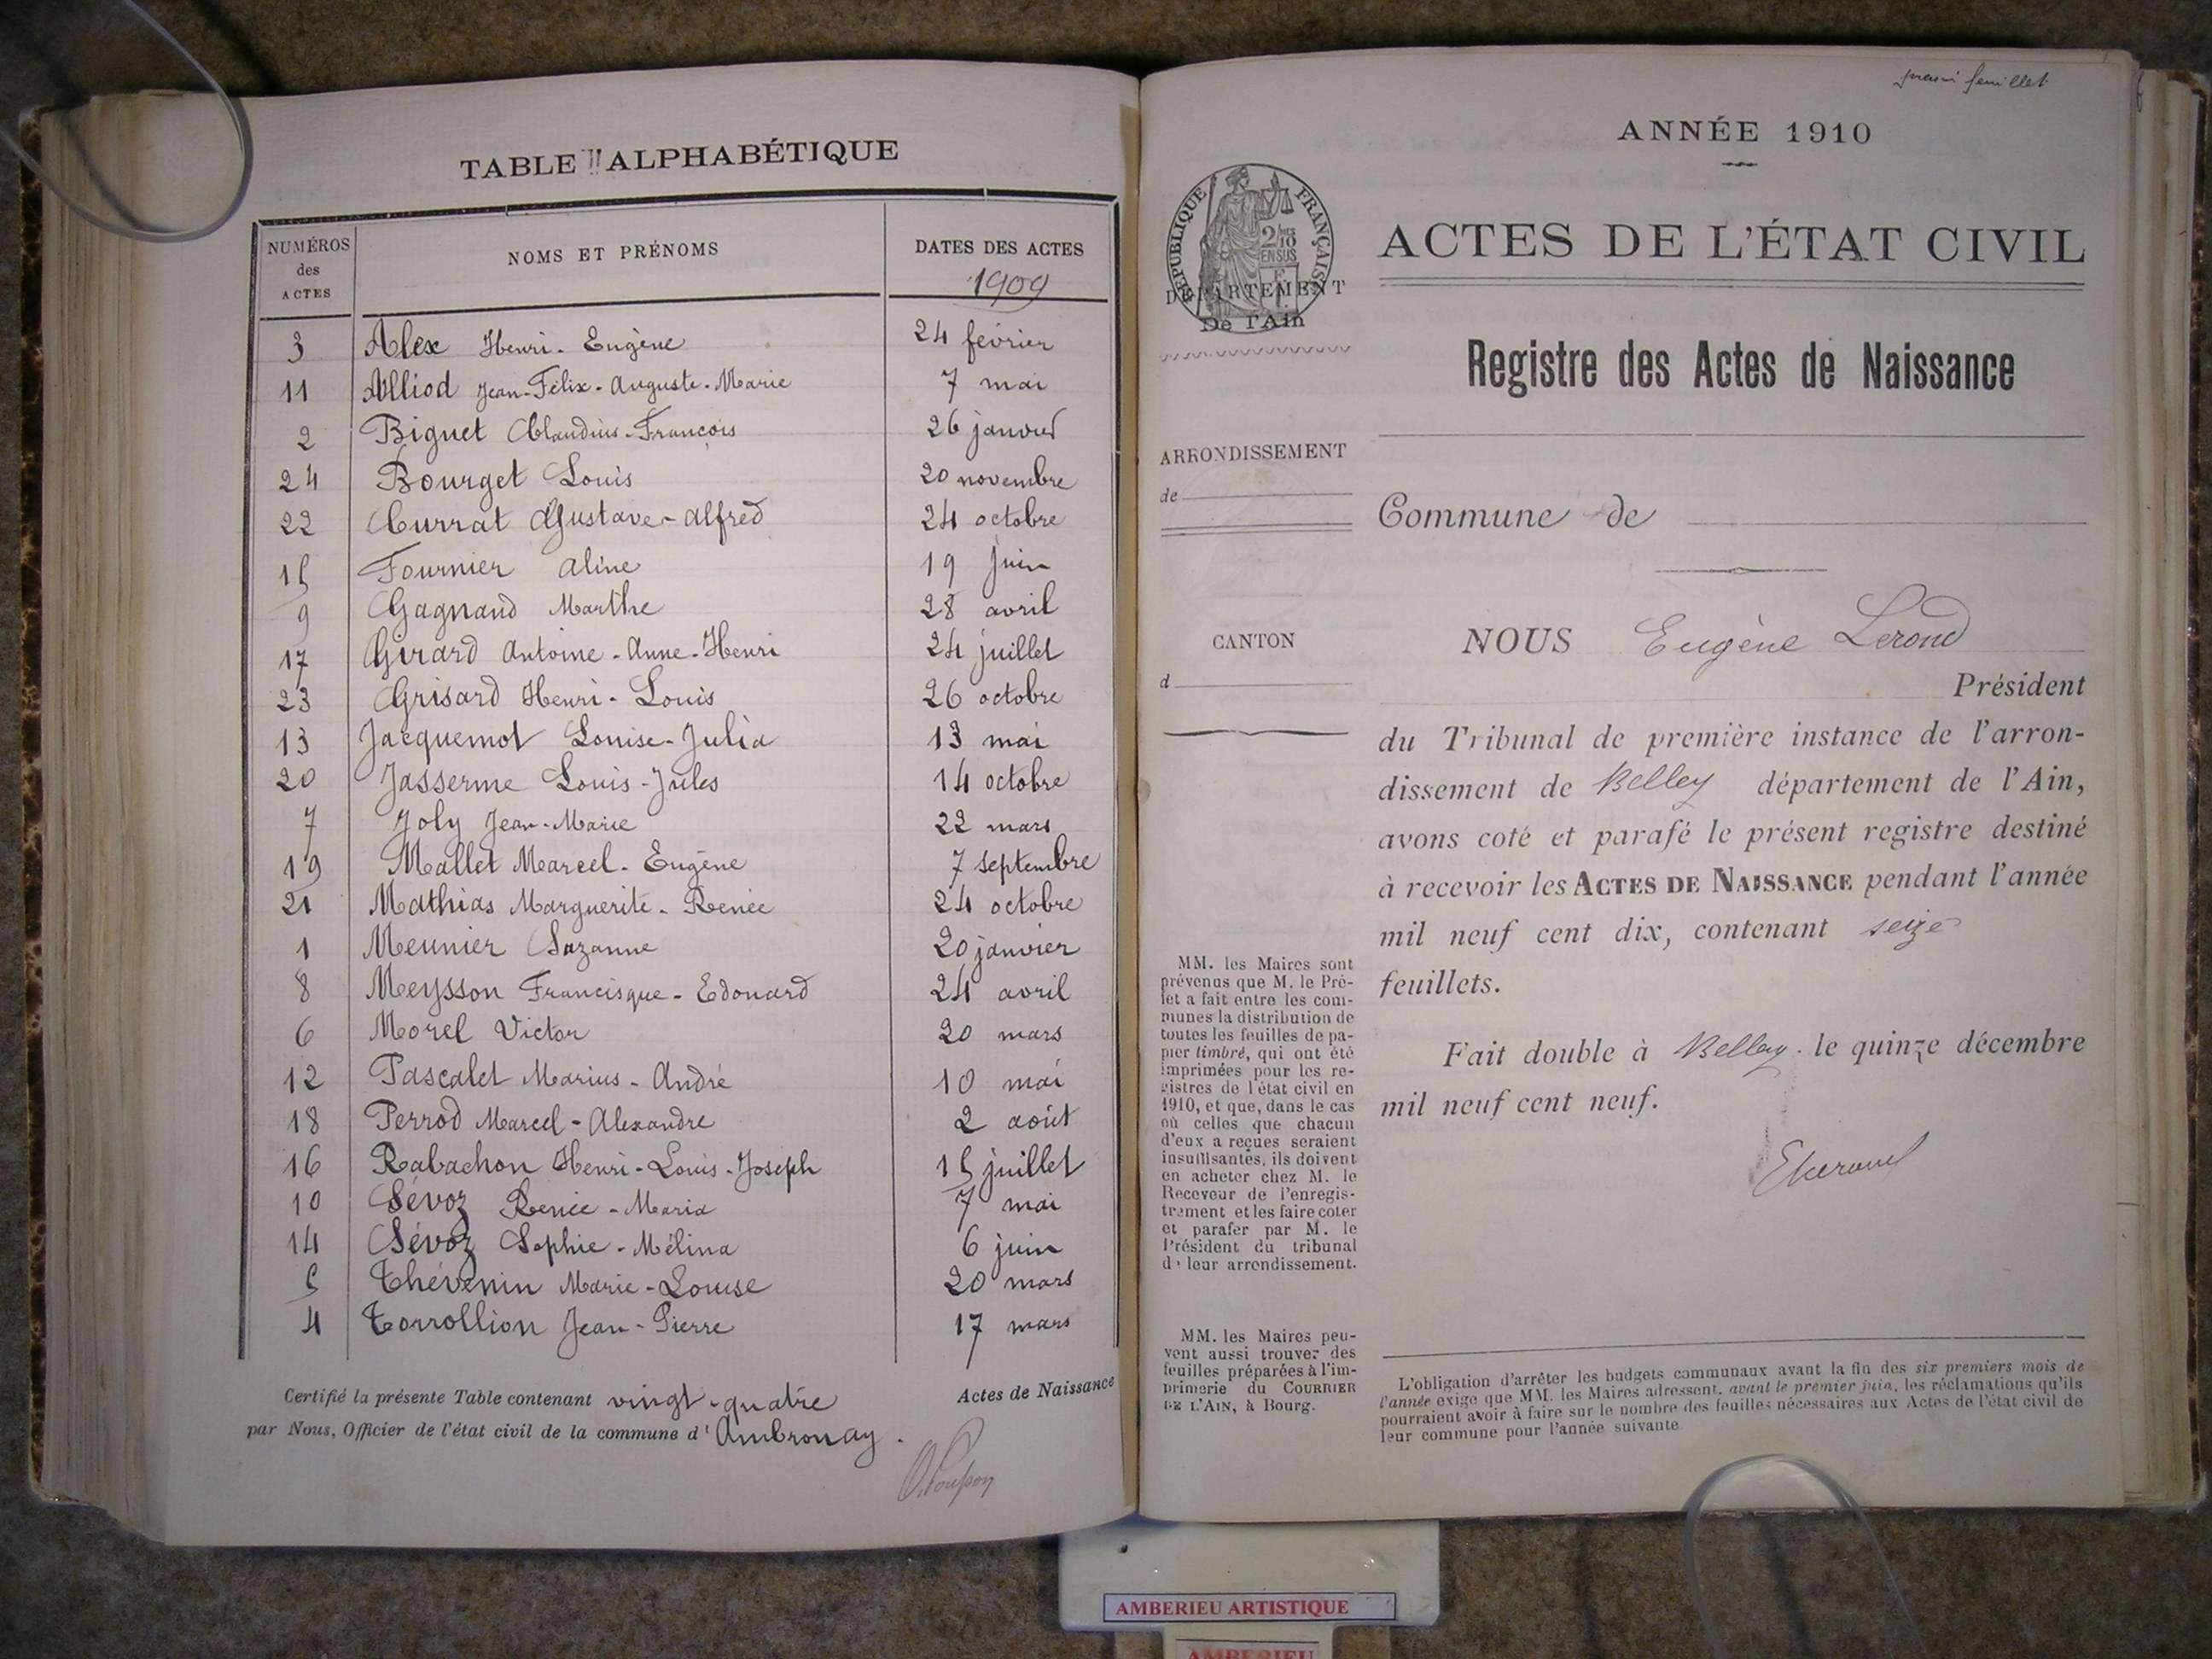 TABLE ALPHABÉTIQUE
NUMÉROS des ACTES NOMS ET PRÉNOMS DATES DES ACTES
1909
3 Alex Henri-Eugène 24 février
11 Alliod Jean-Félix-Auguste-Marie 7 mai
2 Biguet Claudius-François 26 janvier
24 Bourget Louis 20 novembre
22 Currat Gustave-Alfred 24 octobre
15 Fournier Aline 19 Juin
9 Gagnand Marthe 28 avril
17 Girard Antoine-Anne-Henri 24 juillet
23 Grisard Henri-Louis 26 octobre
13 Jacquemot Louise-Julia 13 mai
20 Jasserme Louis-Jules 14 octobre
7 Joly Jean-Marie 22 mars
19 Mallet Marcel-Eugène 7 septembre
21 Mathias Marguerite-Renée 24 octobre
1 Meunier Suzanne 20 janvier
8 Meysson Francisque-Edouard 24 avril
6 Morel Victor 20 mars
12 Pascalet Marius-André 10 mai
18 Perrod Marcel-Alexandre 2 août
16 Rabachon Henri-Louis-Joseph 15 juillet
10 Sévoz Renée-Maria 7 mai
14 Sévoz Sophie-Mélina 6 juin
5 Thévenin Marie-Louise 20 mars
4 Torrollion Jean-Pierre 17 mars
Certifié la présente Table contenant vingt-quatre Actes de Naissance
par Nous, Officier de l'état civil de la commune d'Ambronay.
feuillet
ANNÉE 1910
RÉPUBLIQUE FRANÇAISE
2/10
EN SUS
DÉPARTEMENT
De l'Ain
ACTES DE L'ÉTAT CIVIL
Registre des Actes de Naissance
ARRONDISSEMENT
de
Commune de
CANTON
d
NOUS Eugène Lerond
Président
du Tribunal de première instance de l'arron-
dissement de Belley département de l'Ain,
avons coté et parafé le présent registre destiné
à recevoir les ACTES DE NAISSANCE pendant l'année
mil neuf cent dix, contenant seize
feuillets.
Fait double à Belley. le quinze décembre
mil neuf cent neuf.
MM. les Maires sont
prévenus que M. le Pré-
fet a fait entre les com-
munes la distribution de
toutes les feuilles de pa-
pier timbré, qui ont été
imprimées pour les re-
gistres de l'état civil en
1910, et que, dans le cas
où celles que chacun
d'eux a reçues seraient
insuffisantes, ils doivent
en acheter chez M. le
Receveur de l'enregis-
trement et les faire coter
et parafer par M. le
Président du tribunal
de leur arrondissement.
MM. les Maires peu-
vent aussi trouver des
feuilles préparées à l'im-
primerie du COURRIER
DE L'AIN, à Bourg.
L'obligation d'arrêter les budgets communaux avant la fin des six premiers mois de
l'année exige que MM. les Maires adressent, avant le premier juin, les réclamations qu'ils
pourraient avoir à faire sur le nombre des feuilles nécessaires aux Actes de l'état civil de
leur commune pour l'année suivante.
AMBERIEU ARTISTIQUE
AMBERIEU